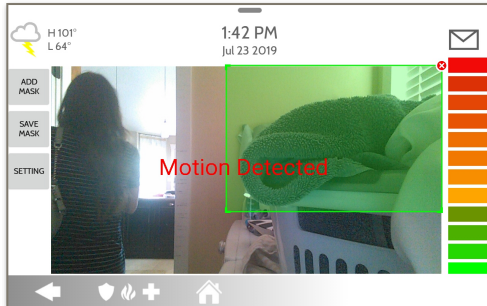 H 101°
L 64°
1:42 PM
Jul 23 2019
ADD
MASK
SAVE
MASK
SETTING
Motion Detected